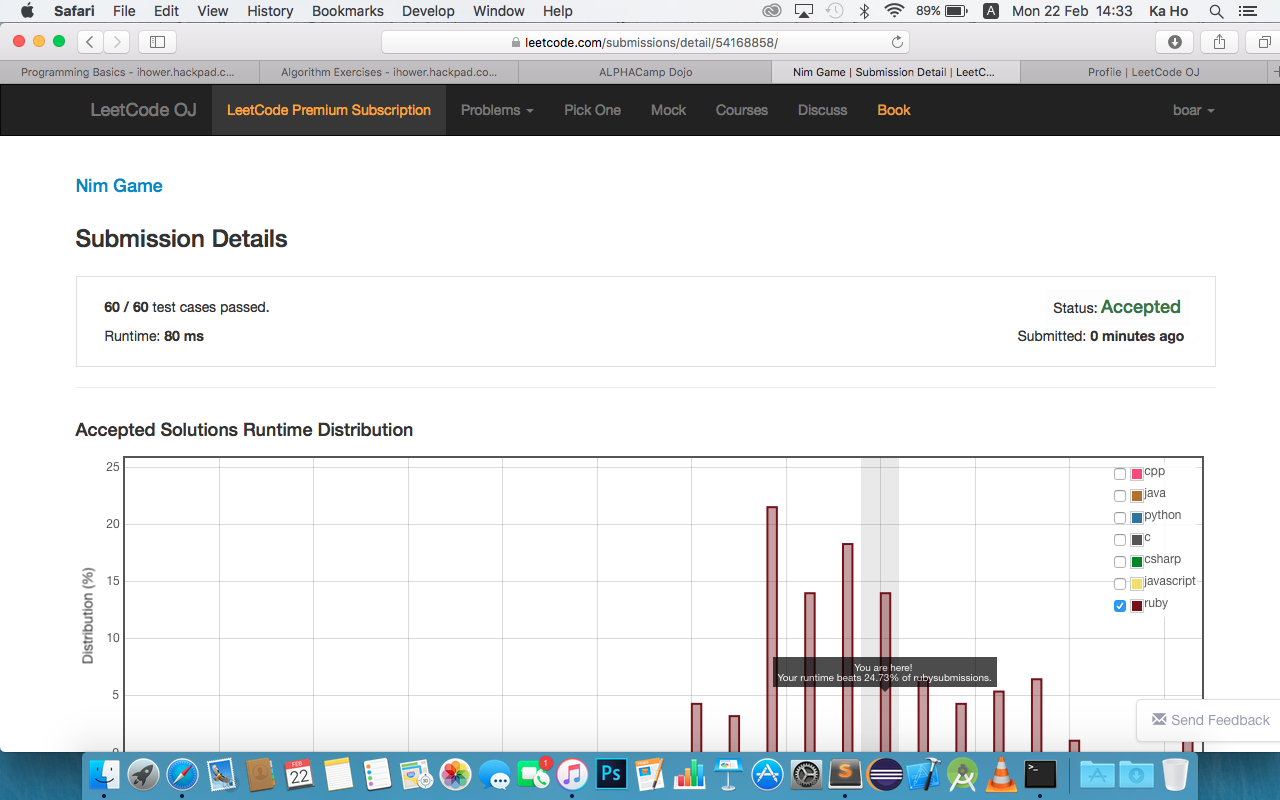 Safari File Edit View History Bookmarks Develop Window Help 89% A Mon 22 Feb 14:33 Ka Ho
leetcode.com/submissions/detail/54168858/
Programming Basics - ihower.hackpad.c... Algorithm Exercises - ihower.hackpad.co... ALPHACamp Dojo Nim Game | Submission Detail | LeetC... Profile | LeetCode OJ
LeetCode OJ LeetCode Premium Subscription Problems Pick One Mock Courses Discuss Book boar
Nim Game
Submission Details
60 / 60 test cases passed. Status: Accepted
Runtime: 80 ms Submitted: 0 minutes ago
Accepted Solutions Runtime Distribution
25
20
15
10
5
0
Distribution (%)
cpp
java
python
c
csharp
javascript
ruby
You are here!
Your runtime beats 24.73% of rubysubmissions.
Send Feedback
FEB
22
1
Ps
S
>_